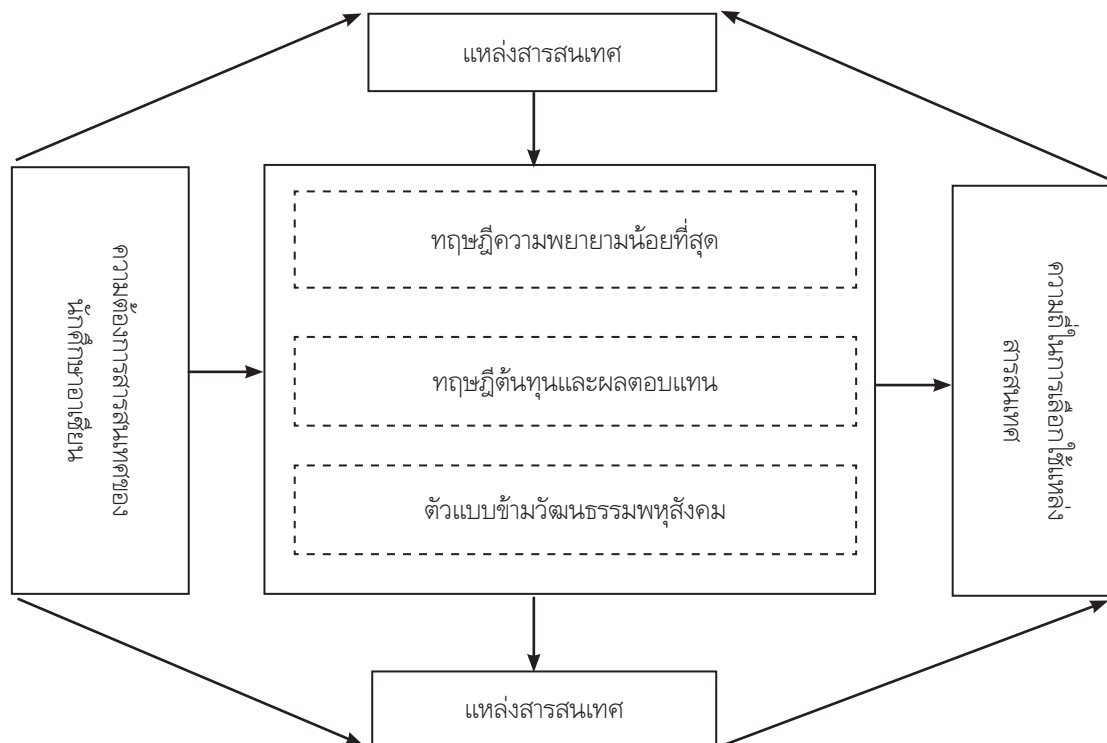 แหล่งสารสนเทศ
ความต้องการสารสนเทศของ
นักศึกษาอาเซียน
ทฤษฎีความพยายามน้อยที่สุด
ทฤษฎีต้นทุนและผลตอบแทน
ตัวแบบข้ามวัฒนธรรมพหุสังคม
ความถี่ในการเลือกใช้แหล่ง
สารสนเทศ
แหล่งสารสนเทศ